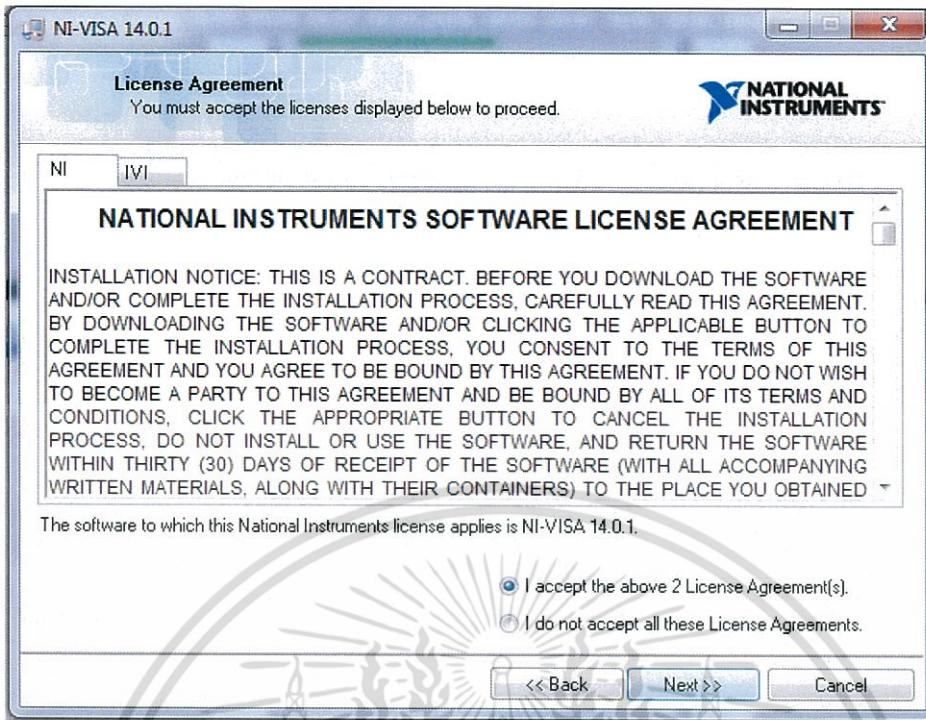 NI-VISA 14.0.1
License Agreement
You must accept the licenses displayed below to proceed.
NATIONAL
INSTRUMENTS™
NI
IVI
NATIONAL INSTRUMENTS SOFTWARE LICENSE AGREEMENT
INSTALLATION NOTICE: THIS IS A CONTRACT. BEFORE YOU DOWNLOAD THE SOFTWARE
AND/OR COMPLETE THE INSTALLATION PROCESS, CAREFULLY READ THIS AGREEMENT.
BY DOWNLOADING THE SOFTWARE AND/OR CLICKING THE APPLICABLE BUTTON TO
COMPLETE THE INSTALLATION PROCESS, YOU CONSENT TO THE TERMS OF THIS
AGREEMENT AND YOU AGREE TO BE BOUND BY THIS AGREEMENT. IF YOU DO NOT WISH
TO BECOME A PARTY TO THIS AGREEMENT AND BE BOUND BY ALL OF ITS TERMS AND
CONDITIONS, CLICK THE APPROPRIATE BUTTON TO CANCEL THE INSTALLATION
PROCESS, DO NOT INSTALL OR USE THE SOFTWARE, AND RETURN THE SOFTWARE
WITHIN THIRTY (30) DAYS OF RECEIPT OF THE SOFTWARE (WITH ALL ACCOMPANYING
WRITTEN MATERIALS, ALONG WITH THEIR CONTAINERS) TO THE PLACE YOU OBTAINED
The software to which this National Instruments license applies is NI-VISA 14.0.1.
I accept the above 2 License Agreement(s).
I do not accept all these License Agreements.
<< Back
Next >>
Cancel